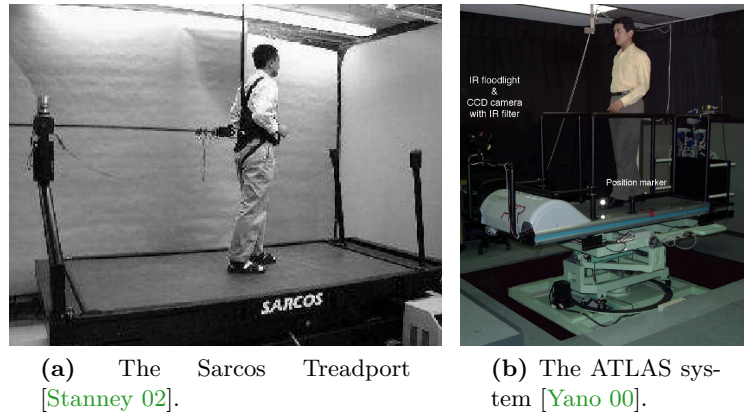 IR floodlight
&
CCD camera
with IR filter
Position marker
SARCOS
(a) The Sarcos Treadport
[Stanney 02].
(b) The ATLAS sys-
tem [Yano 00].